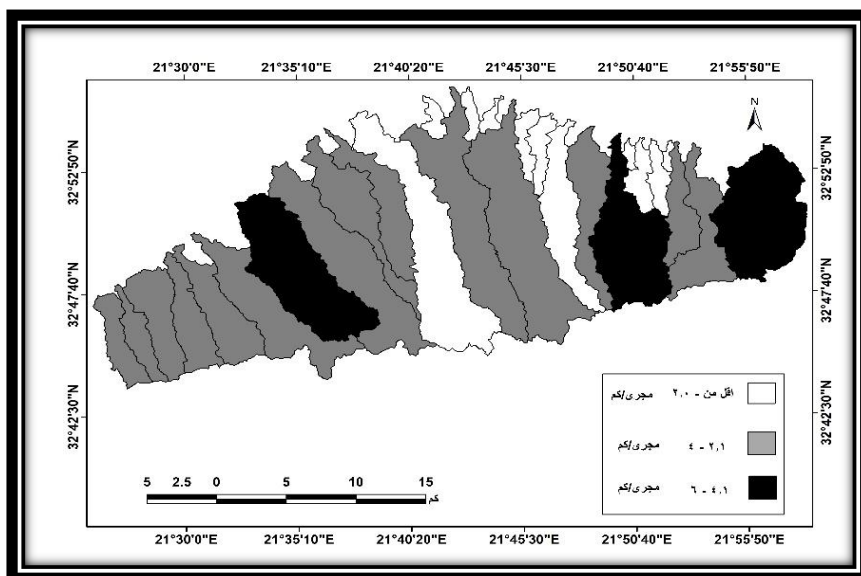 21°30'0"E 21°35'10"E 21°40'20"E 21°45'30"E 21°50'40"E 21°55'50"E
N
32°52'50"N 32°52'50"N
32°47'40"N 32°47'40"N
32°42'30"N 32°42'30"N
اقل من - ٢,٠ مجرى/كم
٢,١ - ٤ مجرى/كم
٤,١ - ٦ مجرى/كم
5 2.5 0 5 10 15
كم
21°30'0"E 21°35'10"E 21°40'20"E 21°45'30"E 21°50'40"E 21°55'50"E